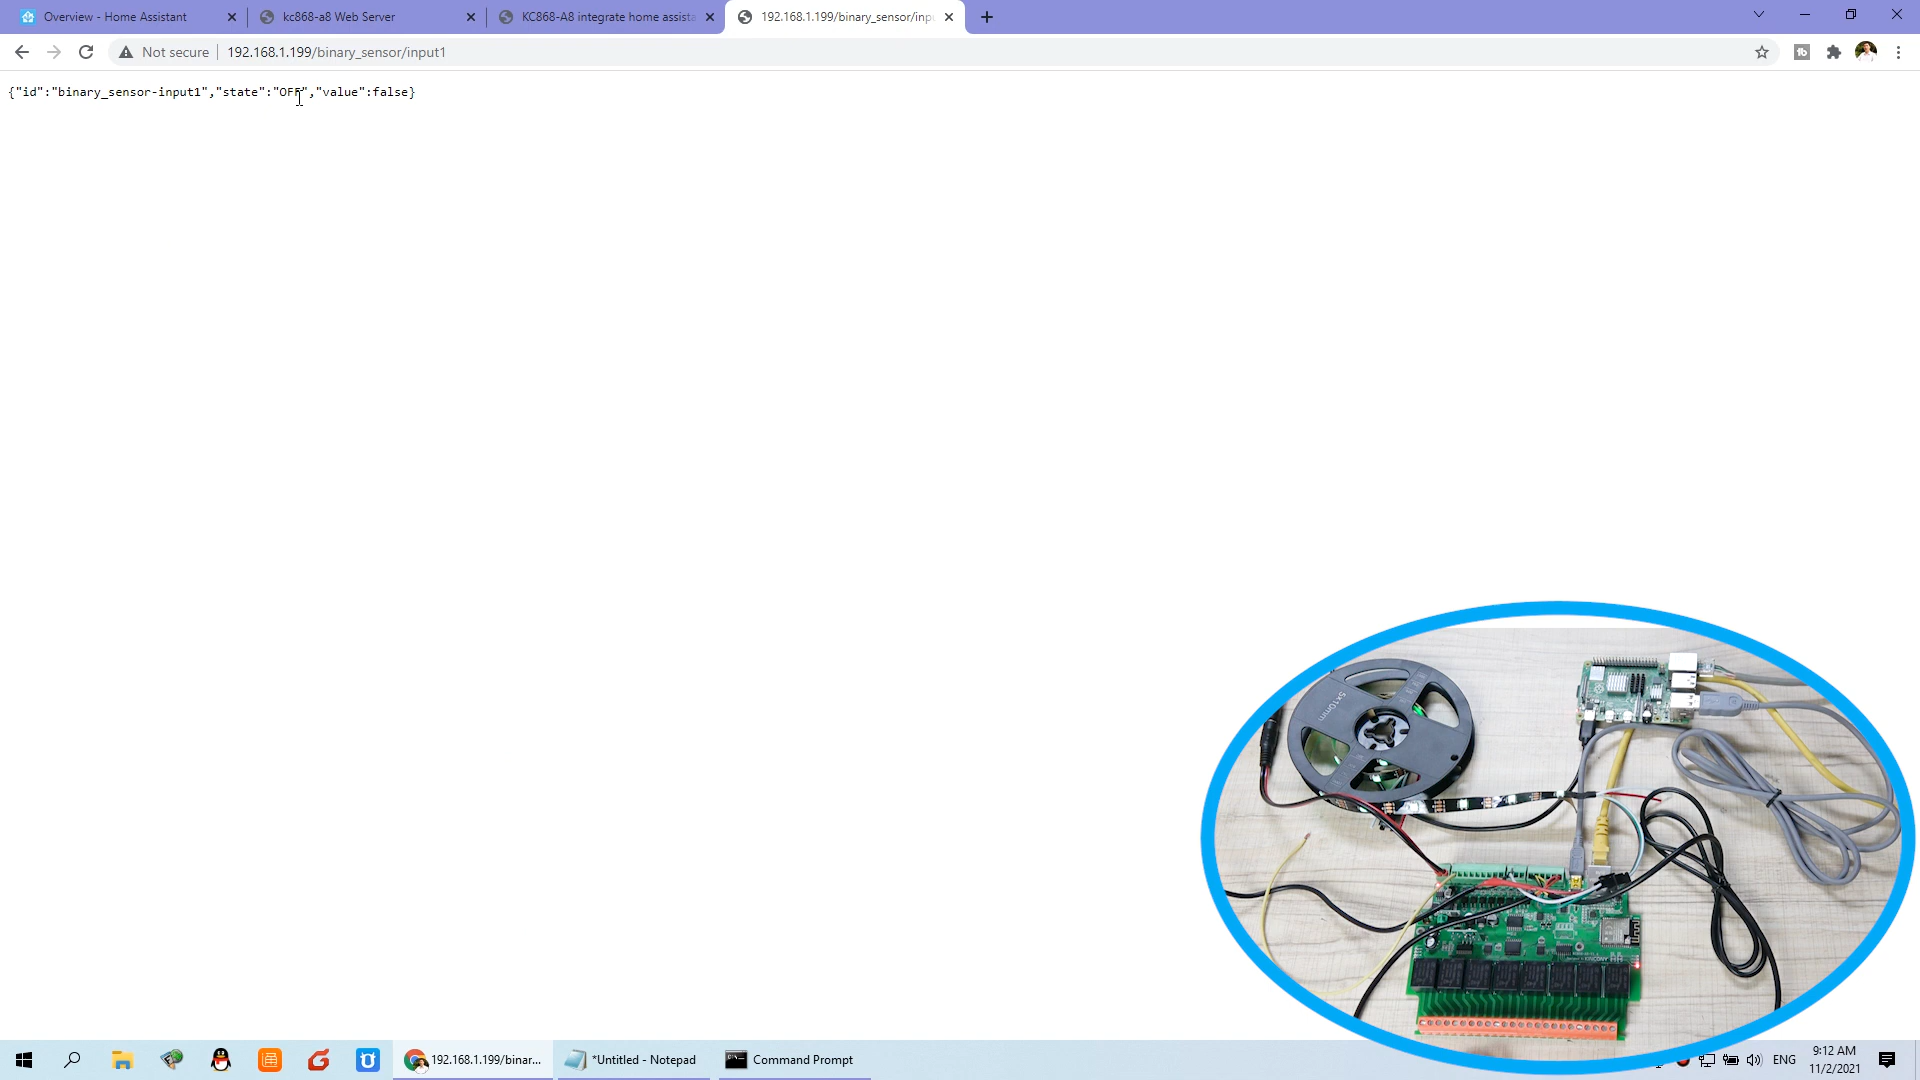 Overview - Home Assistant
kc868-a8 Web Server
KC868-A8 integrate home assista
192.168.1.199/binary_sensor/inpu
Not secure
192.168.1.199/binary_sensor/input1
{"id":"binary_sensor-input1","state":"OFF","value":false}
5x10mm
192.168.1.199/binar...
*Untitled - Notepad
Command Prompt
ENG
9:12 AM
11/2/2021